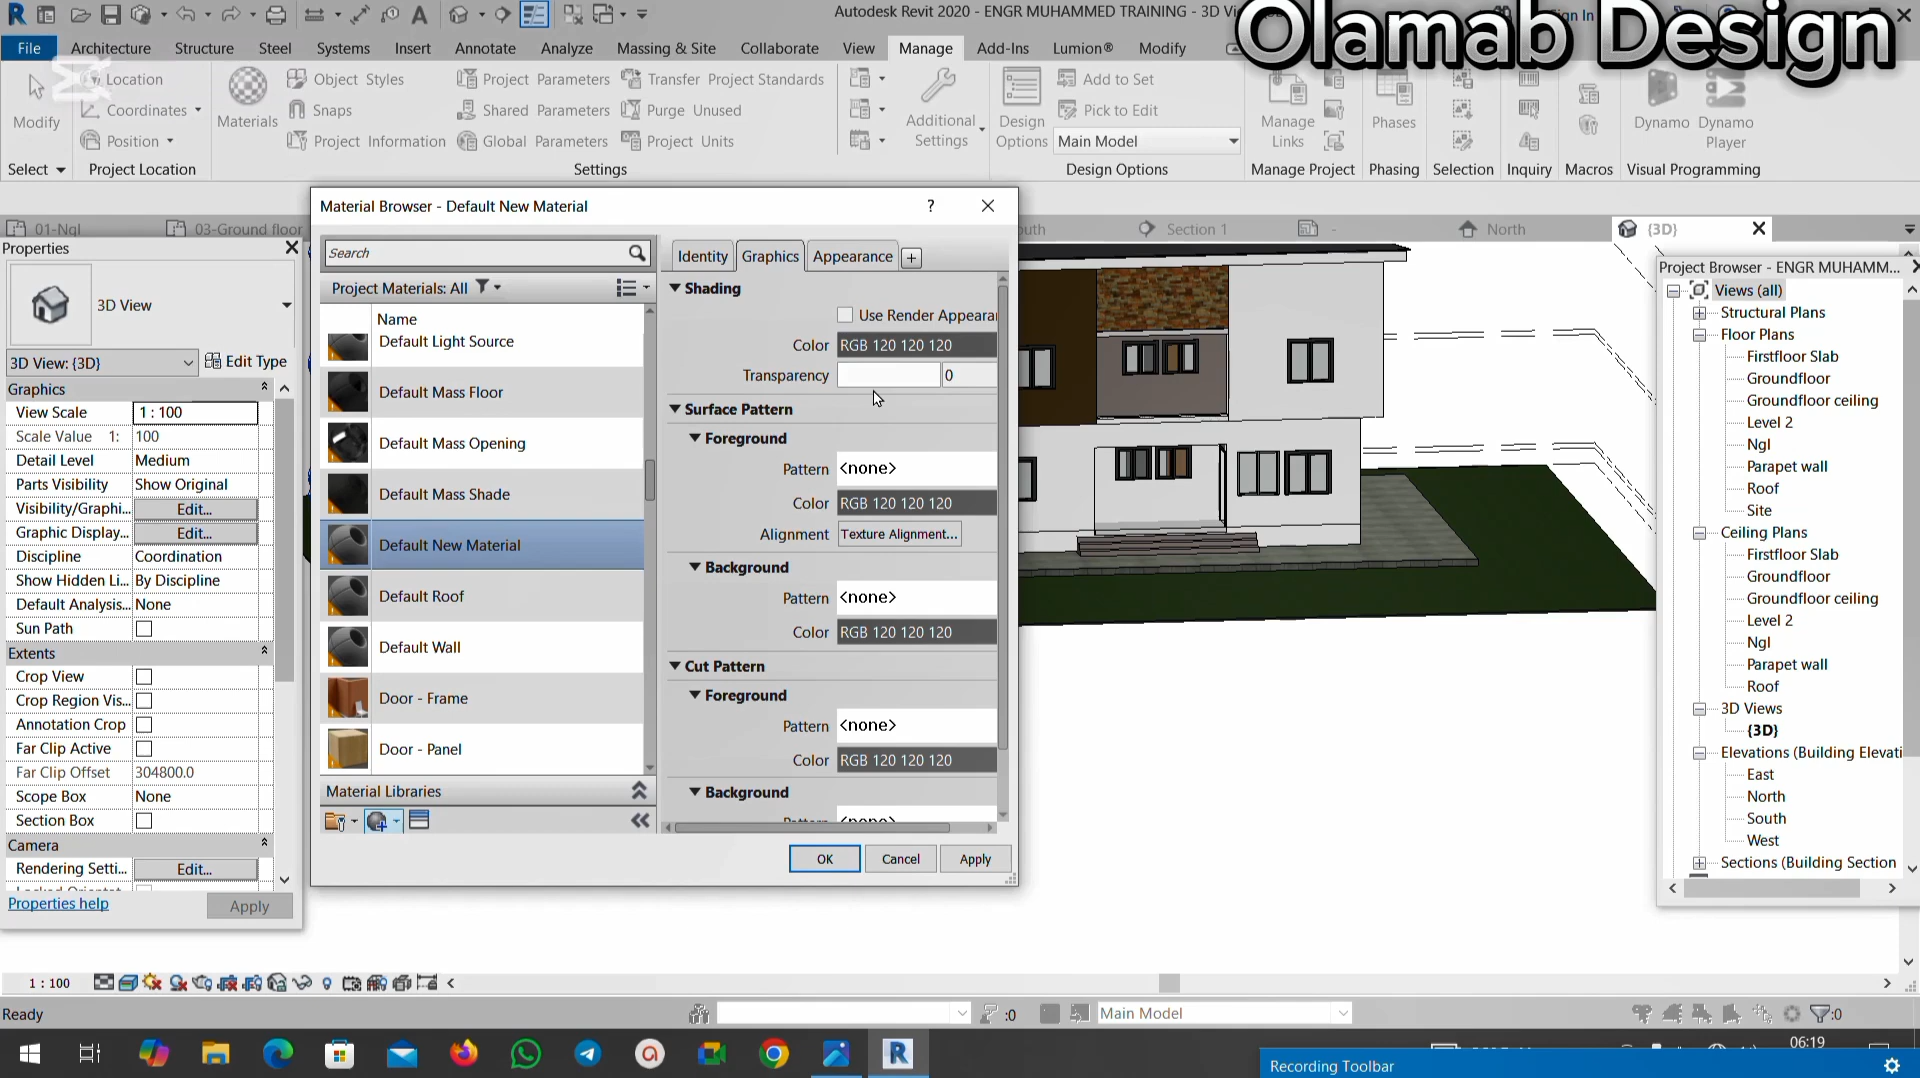 Autodesk Revit 2020 - ENGR MUHAMMED TRAINING - 3D Vi
Olamab Design
File Architecture Structure Steel Systems Insert Annotate Analyze Massing & Site Collaborate View Manage Add-Ins Lumion® Modify
Modify
Location
Coordinates
Position
Materials
Object Styles
Snaps
Project Information
Project Parameters
Shared Parameters
Global Parameters
Transfer Project Standards
Purge Unused
Project Units
Additional Settings
Design Options
Add to Set
Pick to Edit
Main Model
Manage Links
Phases
Dynamo
Dynamo Player
Select Project Location Settings Design Options Manage Project Phasing Selection Inquiry Macros Visual Programming
01-Ngl 03-Ground floor Section 1 - North {3D}
Properties
3D View
3D View: {3D} Edit Type
Graphics
View Scale 1 : 100
Scale Value 1: 100
Detail Level Medium
Parts Visibility Show Original
Visibility/Graphi... Edit...
Graphic Display... Edit...
Discipline Coordination
Show Hidden Li... By Discipline
Default Analysis... None
Sun Path
Extents
Crop View
Crop Region Vis...
Annotation Crop
Far Clip Active
Far Clip Offset 304800.0
Scope Box None
Section Box
Camera
Rendering Setti... Edit...
Properties help Apply
Material Browser - Default New Material ?
Search
Project Materials: All
Name
Default Light Source
Default Mass Floor
Default Mass Opening
Default Mass Shade
Default New Material
Default Roof
Default Wall
Door - Frame
Door - Panel
Material Libraries
Identity Graphics Appearance +
Shading
Use Render Appearan
Color RGB 120 120 120
Transparency 0
Surface Pattern
Foreground
Pattern <none>
Color RGB 120 120 120
Alignment Texture Alignment...
Background
Pattern <none>
Color RGB 120 120 120
Cut Pattern
Foreground
Pattern <none>
Color RGB 120 120 120
Background
OK Cancel Apply
Project Browser - ENGR MUHAMM...
Views (all)
Structural Plans
Floor Plans
Firstfloor Slab
Groundfloor
Groundfloor ceiling
Level 2
Ngl
Parapet wall
Roof
Site
Ceiling Plans
Firstfloor Slab
Groundfloor
Groundfloor ceiling
Level 2
Ngl
Parapet wall
Roof
3D Views
{3D}
Elevations (Building Elevati
East
North
South
West
Sections (Building Section
1 : 100
Ready :0 Main Model :0
06:19
Recording Toolbar